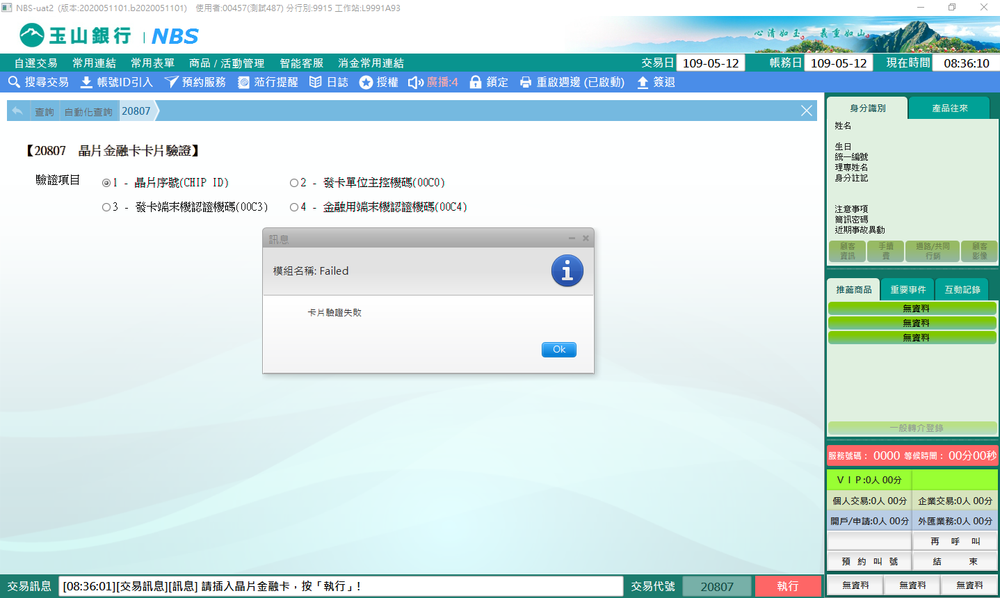 NBS-uat2 (版本:2020051101.b2020051101) 使用者:00457(測試487) 分行別:9915 工作站:L9991A93
玉山銀行 | NBS
心清如玉。義重如山。
自選交易 常用連結 常用表單 商品 / 活動管理 智能客服 消金常用連結 交易日 109-05-12 帳務日 109-05-12 現在時間 08:36:10
搜尋交易 帳號ID引入 預約服務 蒞行提醒 日誌 授權 廣播:4 鎖定 重啟週邊 (已啟動) 簽退
查詢 自動化查詢 20807
【20807 晶片金融卡卡片驗證】
驗證項目
1 - 晶片序號(CHIP ID) 2 - 發卡單位主控機碼(00C0)
3 - 發卡端末機認證機碼(00C3) 4 - 金融用端末機認證機碼(00C4)
訊息
模組名稱: Failed
卡片驗證失敗
Ok
身分識別 產品往來
姓名
生日
統一編號
理專姓名
身分註記
注意事項
簡訊密碼
近期事故異動
顧客資訊 手續費 通路/共同行銷 顧客影像
推薦商品 重要事件 互動記錄
無資料
無資料
無資料
一般轉介登錄
服務號碼： 0000 等候時間： 00分00秒
ＶＩＰ:0人 00分
個人交易:0人 00分 企業交易:0人 00分
開戶/申請:0人 00分 外匯業務:0人 00分
再 呼 叫
預 約 叫 號 結 束
無資料 無資料 無資料
交易訊息 [08:36:01][交易訊息][訊息] 請插入晶片金融卡，按「執行」! 交易代號 20807 執行